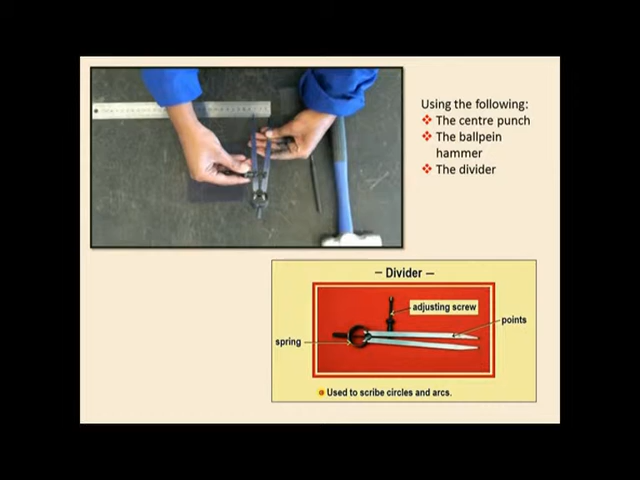 Using the following:
❖ The centre punch
❖ The ballpein
hammer
❖ The divider
– Divider –
adjusting screw
points
spring
Used to scribe circles and arcs.